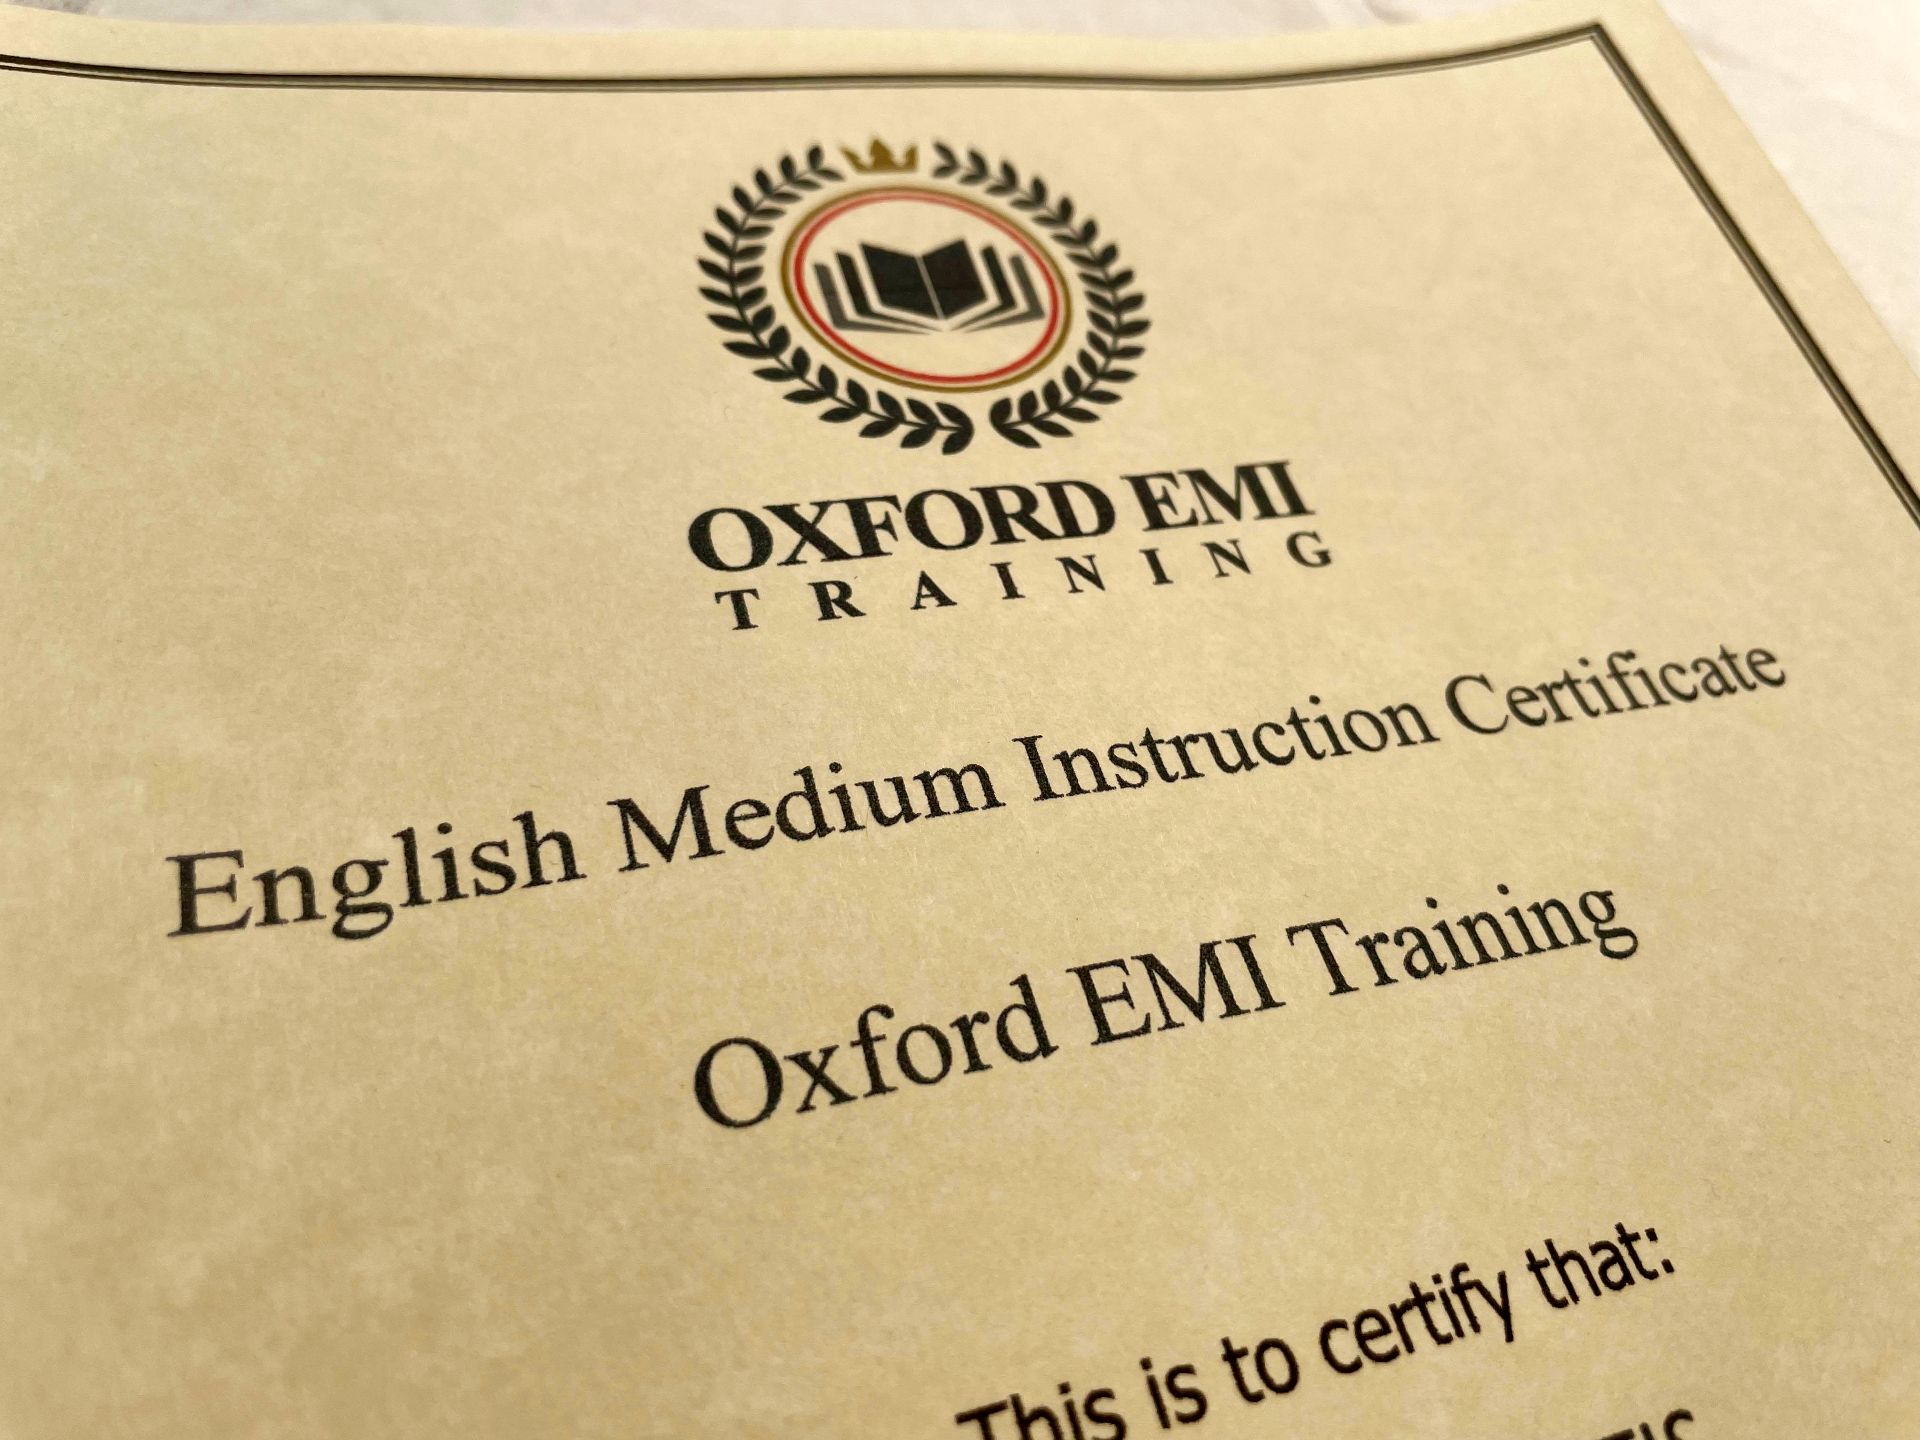 OXFORD EMI
TRAINING
English Medium Instruction Certificate
Oxford EMI Training
This is to certify that: